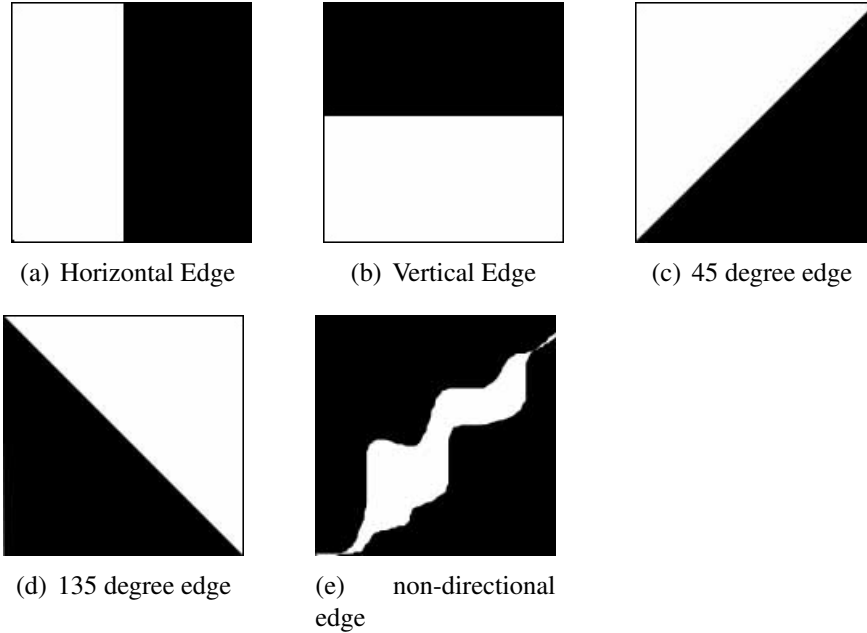 (a) Horizontal Edge
(b) Vertical Edge
(c) 45 degree edge
(d) 135 degree edge
(e) non-directional
edge